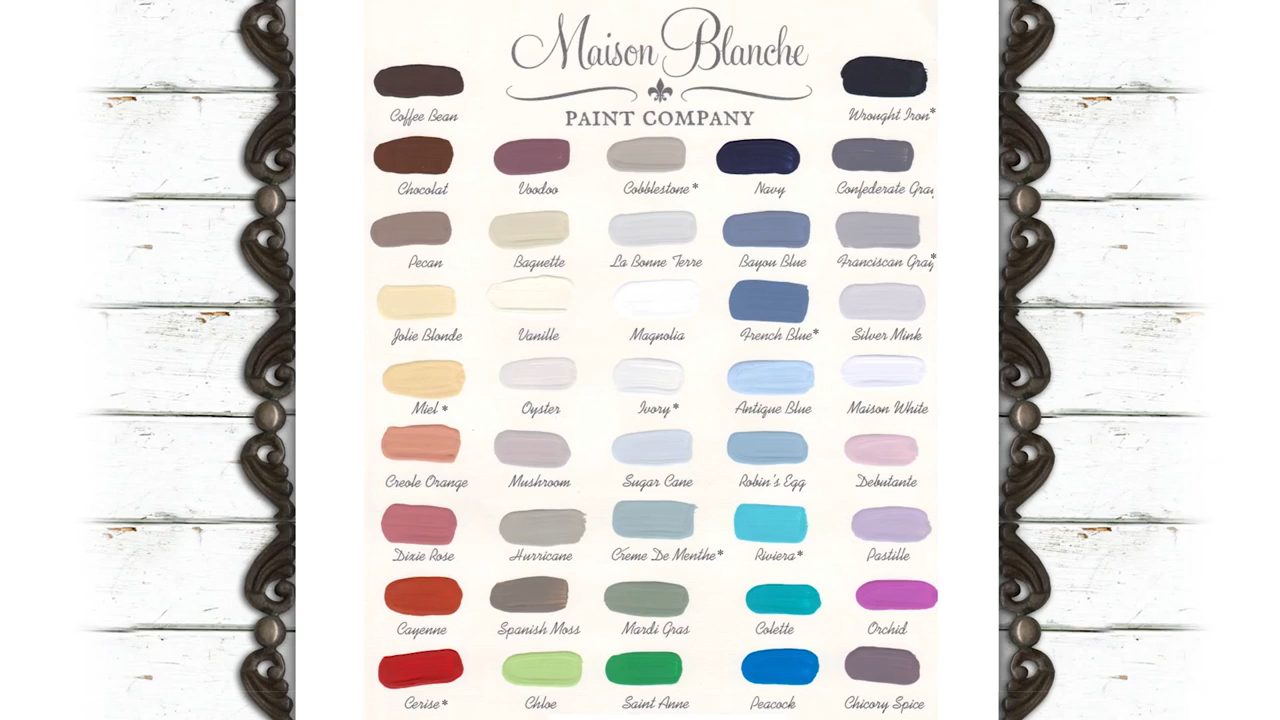 Maison Blanche
PAINT COMPANY
Coffee Bean Wrought Iron*
Chocolat Voodoo Cobblestone * Navy Confederate Gray
Pecan Baguette La Bonne Terre Bayou Blue Franciscan Gray*
Jolie Blonde Vanille Magnolia French Blue* Silver Mink
Miel * Oyster Ivory * Antique Blue Maison White
Creole Orange Mushroom Sugar Cane Robin's Egg Debutante
Dixie Rose Hurricane Créme De Menthe* Riviera* Pastille
Cayenne Spanish Moss Mardi Gras Colette Orchid
Cerise * Chloe Saint Anne Peacock Chicory Spice